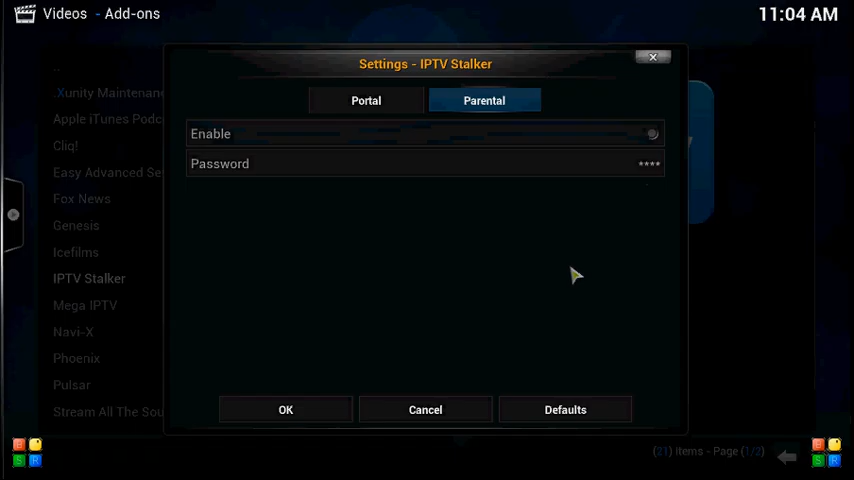 Videos - Add-ons
11:04 AM
Settings - IPTV Stalker
Portal
Parental
Enable
Password
****
..
.Xunity Maintenanc
Apple iTunes Podc
Cliq!
Easy Advanced Se
Fox News
Genesis
Icefilms
IPTV Stalker
Mega IPTV
Navi-X
Phoenix
Pulsar
Stream All The Sou
OK
Cancel
Defaults
(21) Items - Page (1/2)
E
S R
E
S R